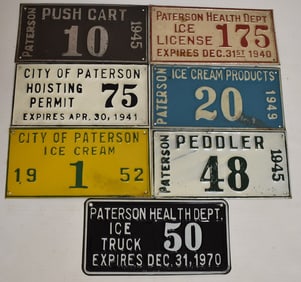 PUSH CART
PATERSON 10 1945
PATERSON HEALTH DEPT.
ICE LICENSE 175
EXPIRES DEC. 31ST 1940
CITY OF PATERSON
HOISTING PERMIT 75
EXPIRES APR. 30, 1941
ICE CREAM PRODUCTS
PATERSON 20 1949
CITY OF PATERSON
ICE CREAM
19 1 52
PEDDLER
PATERSON 48 1945
PATERSON HEALTH DEPT.
ICE TRUCK 50
EXPIRES DEC. 31, 1970